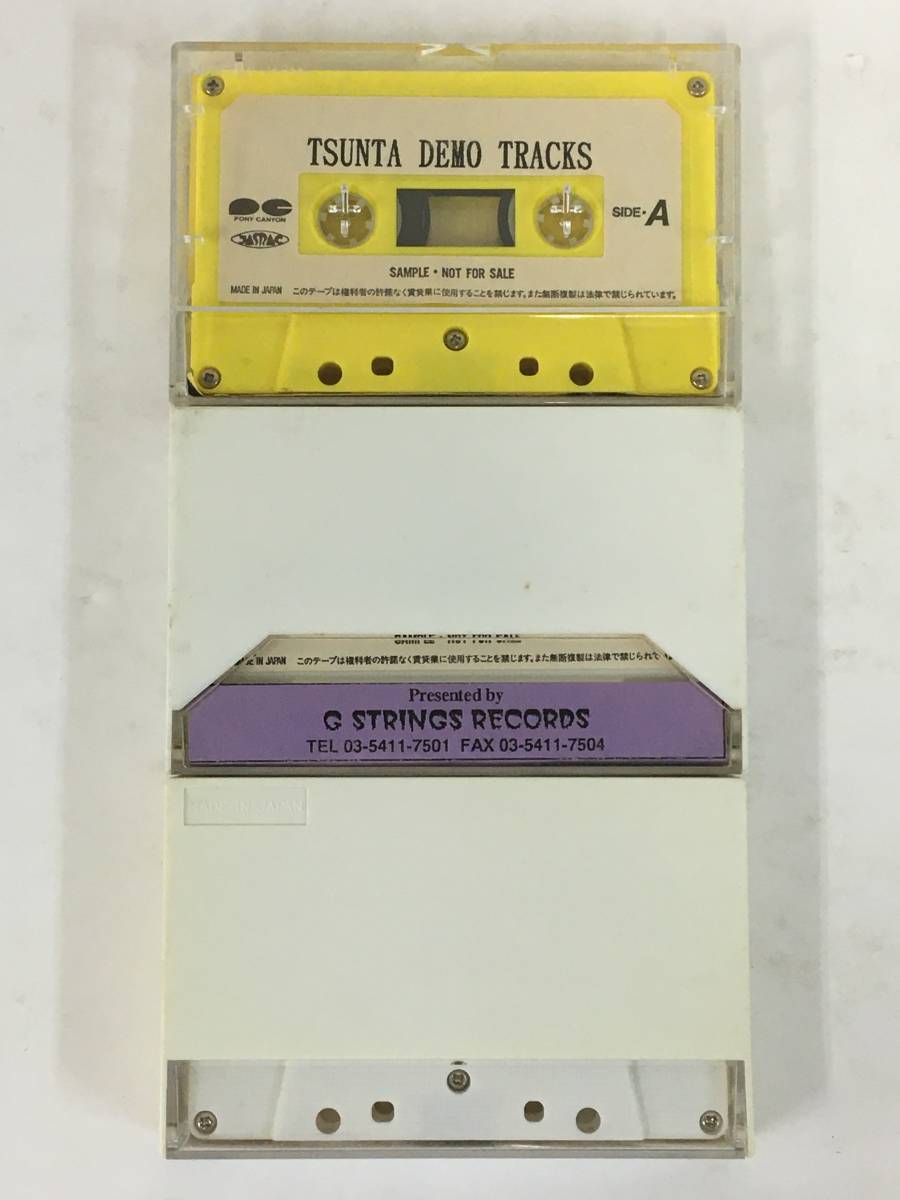 TSUNTA DEMO TRACKS
PONY CANYON
JASRAC
SIDE・A
SAMPLE・NOT FOR SALE
MADE IN JAPAN このテープは権利者の許諾なく賃貸業に使用することを禁じます。また無断複製は法律で禁じられています。
SAMPLE・NOT FOR SALE
IN JAPAN このテープは権利者の許諾なく賃貸業に使用することを禁じます。また無断複製は法律で禁じられて
Presented by
G STRINGS RECORDS
TEL 03-5411-7501 FAX 03-5411-7504
MADE IN JAPAN